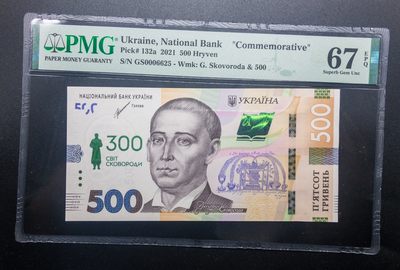 PMG
PAPER MONEY GUARANTY
Ukraine, National Bank "Commemorative"
Pick# 132a 2021 500 Hryven
S/N GS0006625 - Wmk: G. Skovoroda & 500
67 EPQ
Superb Gem Unc
НАЦІОНАЛЬНИЙ БАНК УКРАЇНИ
УКРАЇНА
300
СВІТ
СКОВОРОДИ
500
500
П'ЯТСОТ
ГРИВЕНЬ